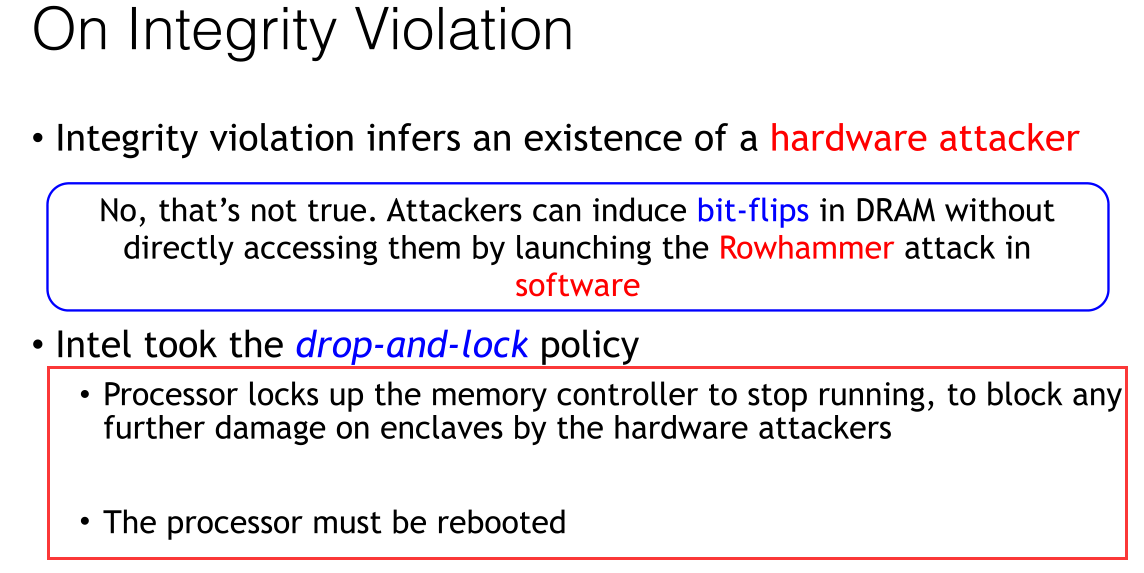 On Integrity Violation
• Integrity violation infers an existence of a hardware attacker
No, that's not true. Attackers can induce bit-flips in DRAM without
directly accessing them by launching the Rowhammer attack in
software
• Intel took the drop-and-lock policy
• Processor locks up the memory controller to stop running, to block any
further damage on enclaves by the hardware attackers
• The processor must be rebooted